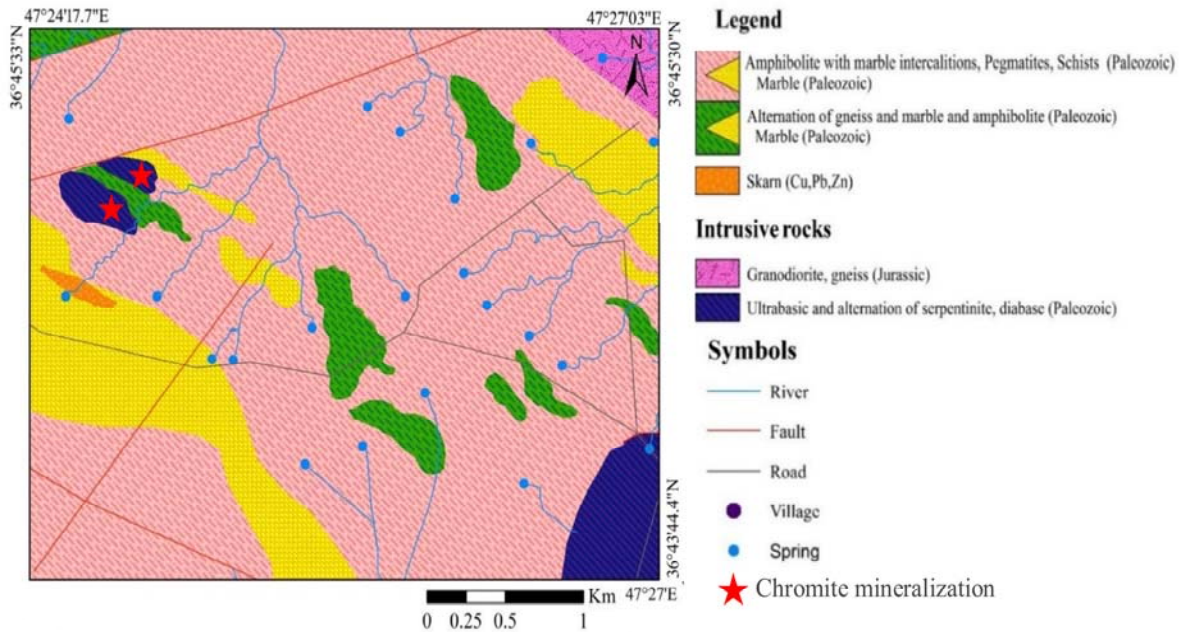 47°24'17.7"E
47°27'03"E
36°45'33"N
N
36°45'30"N
36°43'44.4"N
47°27'E
Km
0 0.25 0.5 1
Legend
Amphibolite with marble intercalitions, Pegmatites, Schists (Paleozoic)
Marble (Paleozoic)
Alternation of gneiss and marble and amphibolite (Paleozoic)
Marble (Paleozoic)
Skarn (Cu,Pb,Zn)
Intrusive rocks
Granodiorite, gneiss (Jurassic)
Ultrabasic and alternation of serpentinite, diabase (Paleozoic)
Symbols
River
Fault
Road
Village
Spring
Chromite mineralization